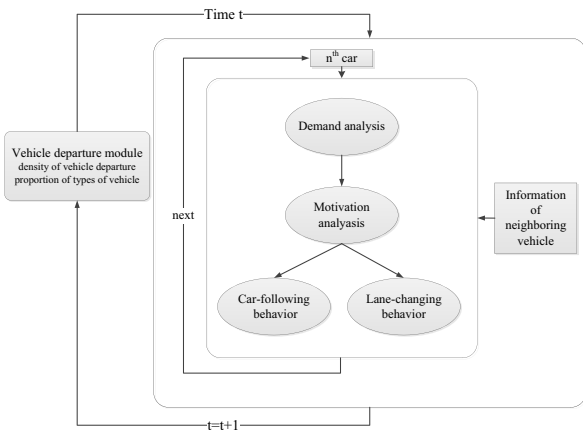 Time t
nth car
Demand analysis
Vehicle departure module
density of vehicle departure
proportion of types of vehicle
Information
of
neighboring
vehicle
next
Motivation
analyasis
Car-following
behavior
Lane-changing
behavior
t=t+1